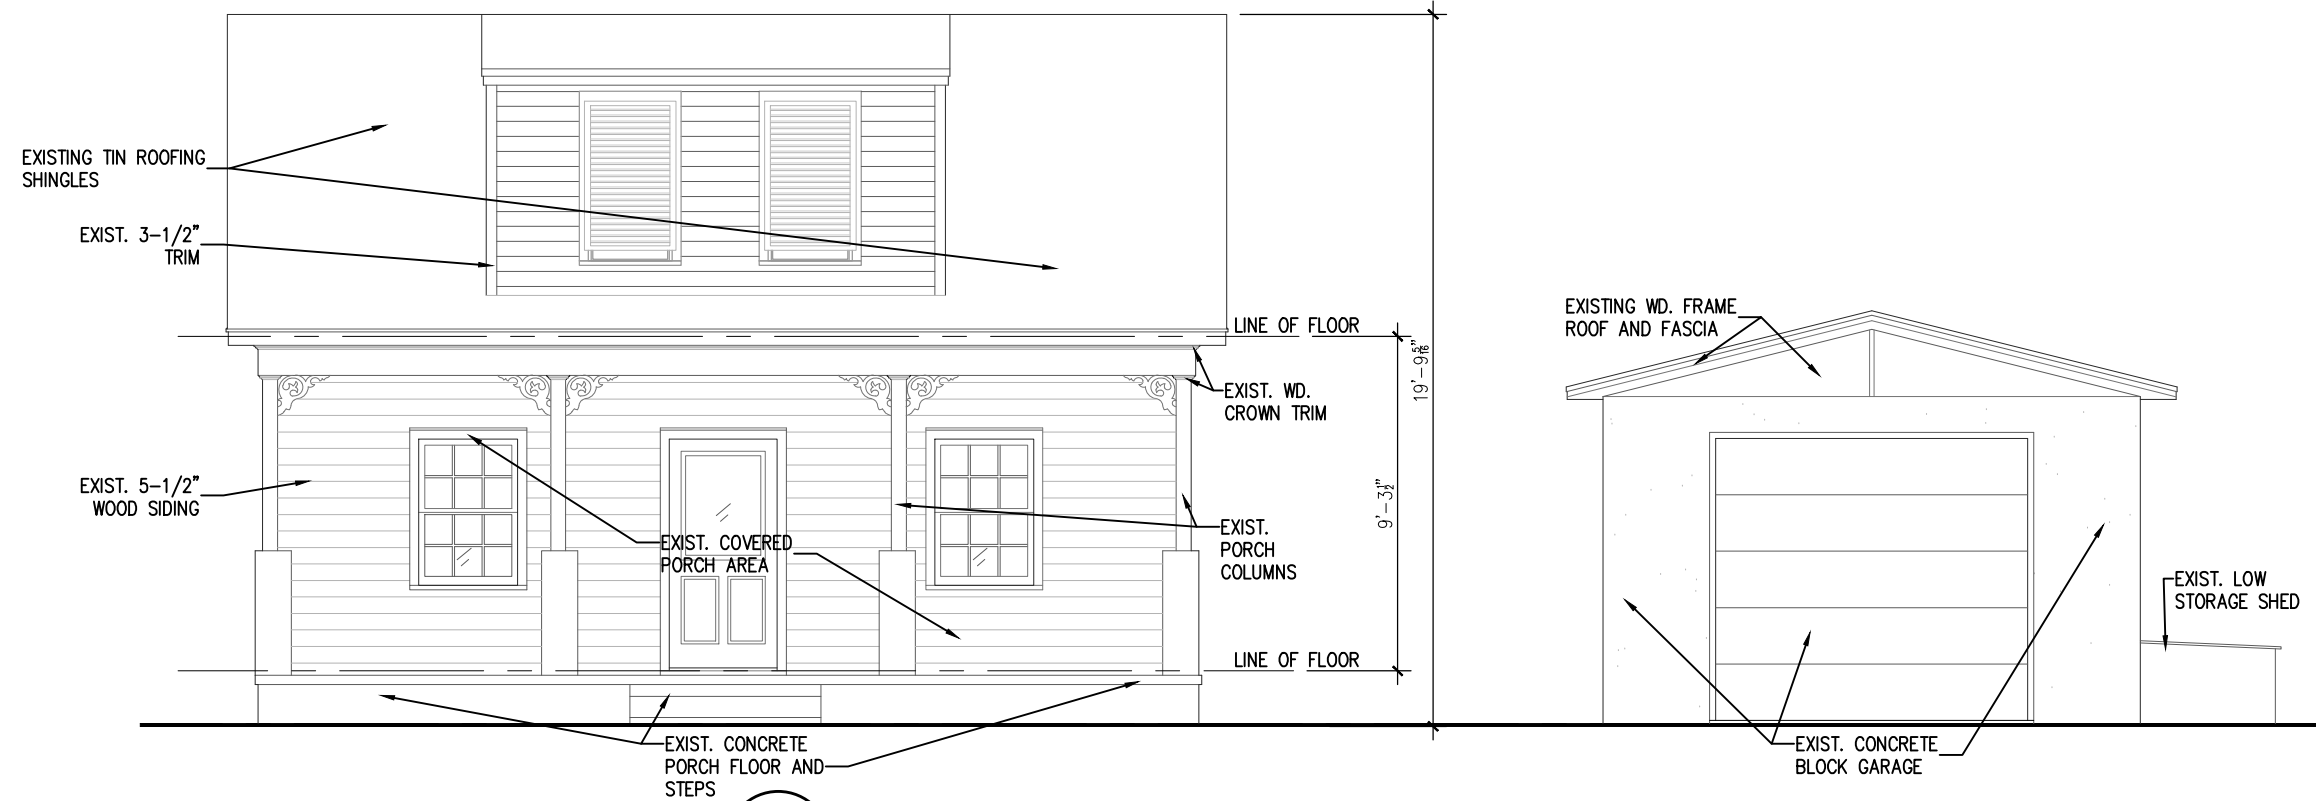 EXISTING TIN ROOFING
SHINGLES
EXIST. 3-1/2"
TRIM
EXIST. 5-1/2"
WOOD SIDING
EXIST. COVERED
PORCH AREA
EXIST. CONCRETE
PORCH FLOOR AND
STEPS
LINE OF FLOOR
EXIST. WD.
CROWN TRIM
EXIST.
PORCH
COLUMNS
LINE OF FLOOR
9'-3½"
19'-9 5/16"
EXISTING WD. FRAME
ROOF AND FASCIA
EXIST. LOW
STORAGE SHED
EXIST. CONCRETE
BLOCK GARAGE